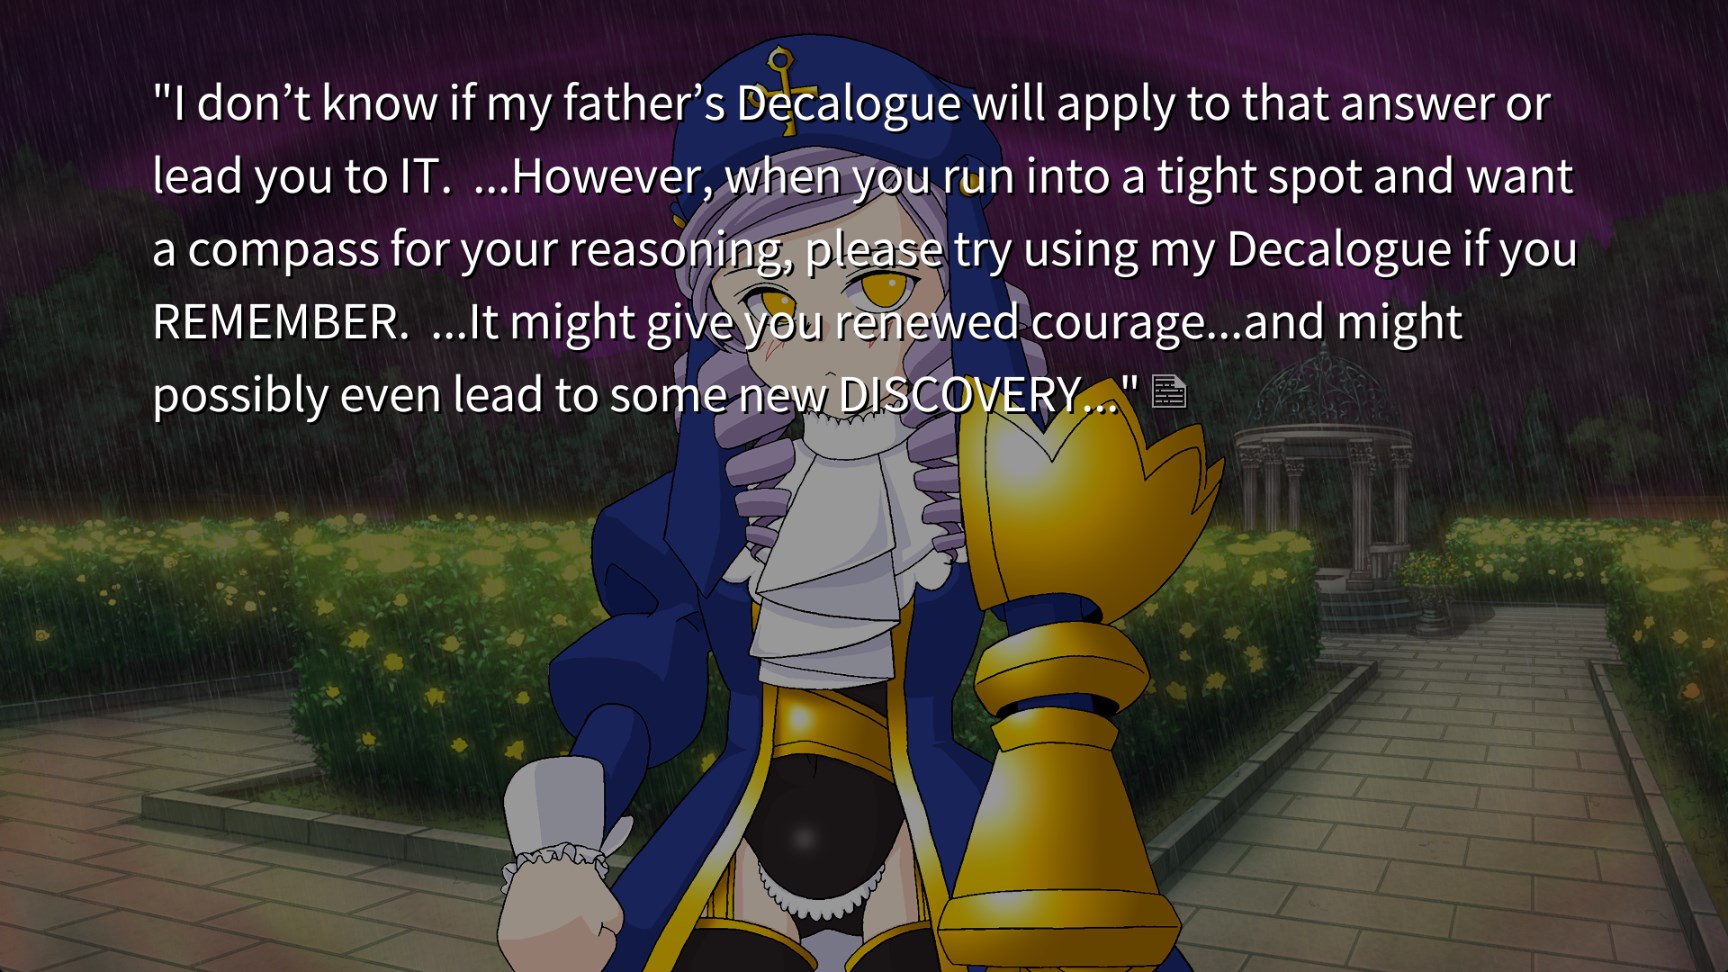 "I don’t know if my father’s Decalogue will apply to that answer or
lead you to IT.  ...However, when you run into a tight spot and want
a compass for your reasoning, please try using my Decalogue if you
REMEMBER.  ...It might give you renewed courage...and might
possibly even lead to some new DISCOVERY..."